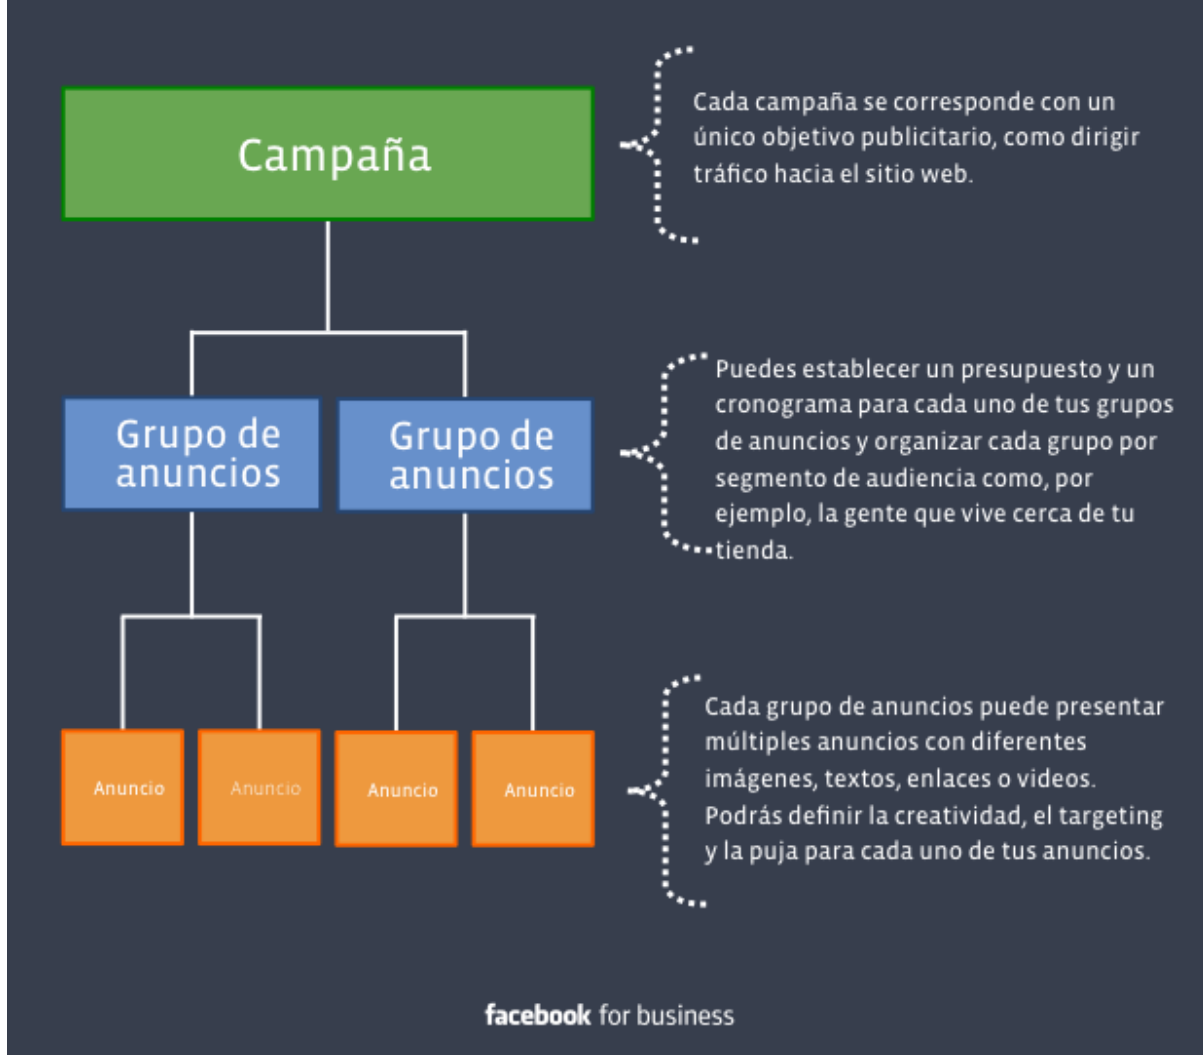 Campaña
Cada campaña se corresponde con un
único objetivo publicitario, como dirigir
tráfico hacia el sitio web.
Grupo de
anuncios
Grupo de
anuncios
Puedes establecer un presupuesto y un
cronograma para cada uno de tus grupos
de anuncios y organizar cada grupo por
segmento de audiencia como, por
ejemplo, la gente que vive cerca de tu
tienda.
Anuncio
Anuncio
Anuncio
Anuncio
Cada grupo de anuncios puede presentar
múltiples anuncios con diferentes
imágenes, textos, enlaces o videos.
Podrás definir la creatividad, el targeting
y la puja para cada uno de tus anuncios.
facebook for business